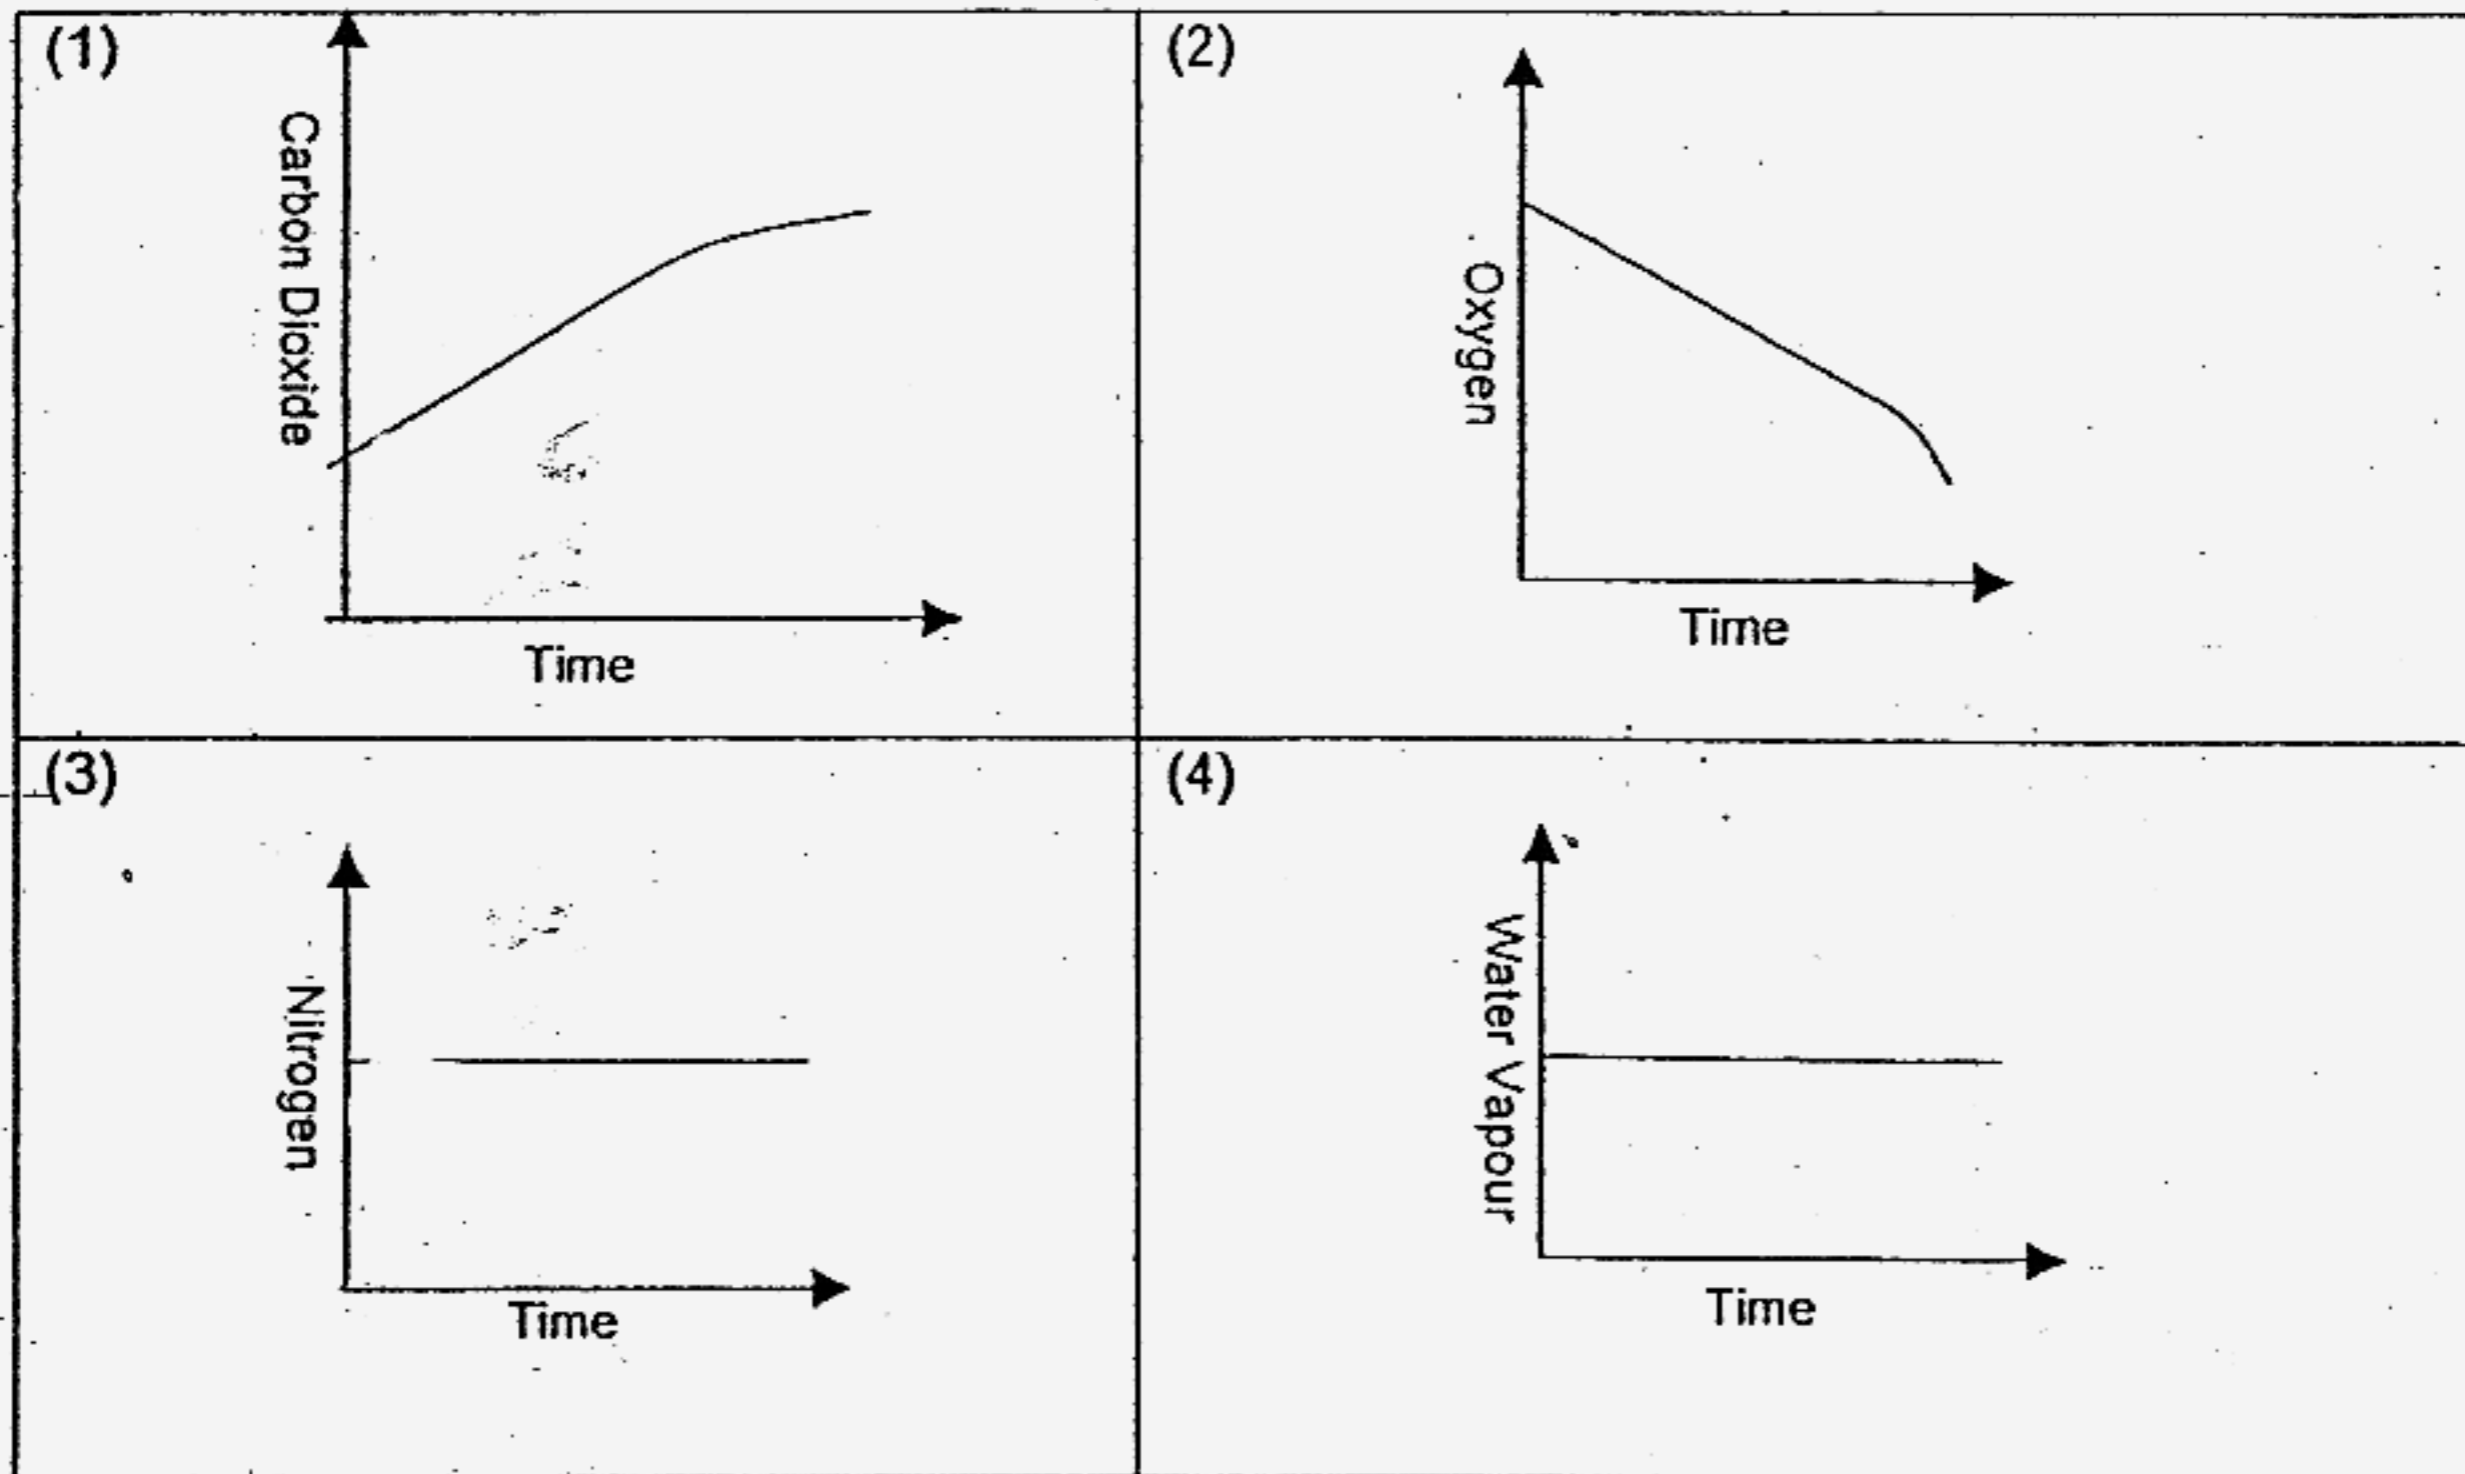 (1)
Carbon Dioxide
Time
(2)
Oxygen
Time
(3)
Nitrogen
Time
(4)
Water Vapour
Time